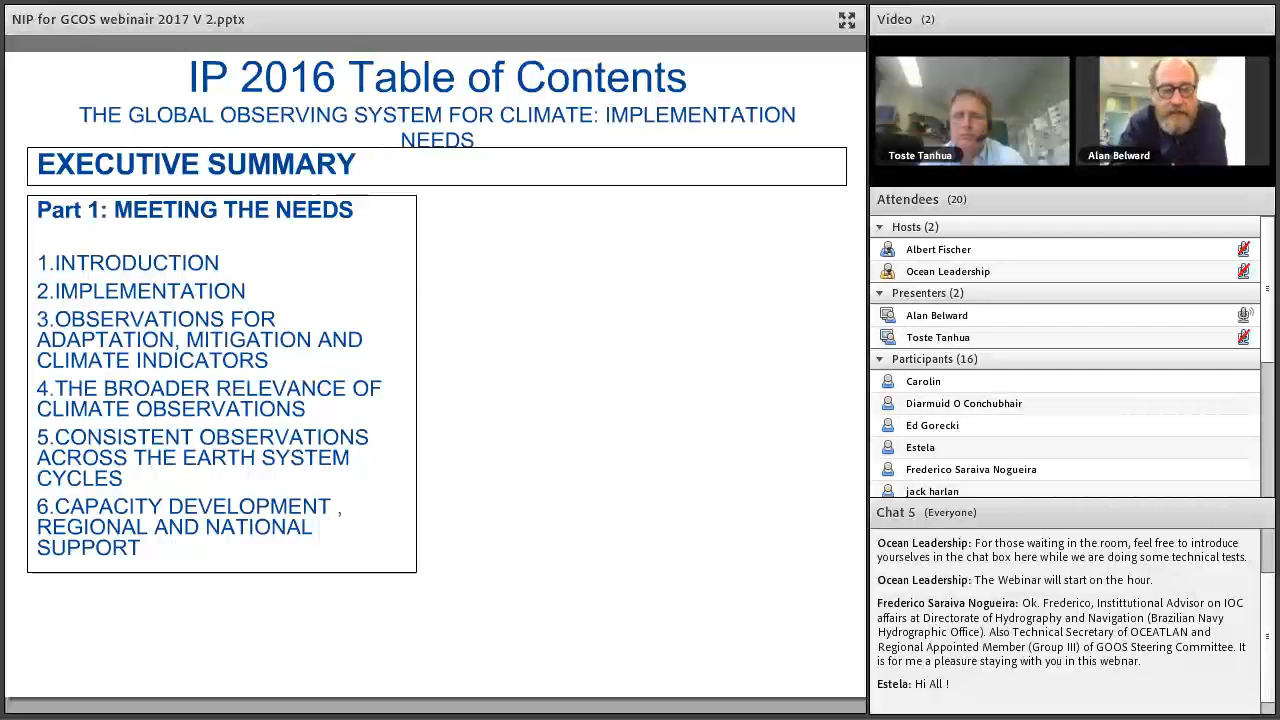 NIP for GCOS webinair 2017 V 2.pptx
IP 2016 Table of Contents
THE GLOBAL OBSERVING SYSTEM FOR CLIMATE: IMPLEMENTATION
NEEDS
EXECUTIVE SUMMARY
Part 1: MEETING THE NEEDS
1.INTRODUCTION
2.IMPLEMENTATION
3.OBSERVATIONS FOR
ADAPTATION, MITIGATION AND
CLIMATE INDICATORS
4.THE BROADER RELEVANCE OF
CLIMATE OBSERVATIONS
5.CONSISTENT OBSERVATIONS
ACROSS THE EARTH SYSTEM
CYCLES
6.CAPACITY DEVELOPMENT ,
REGIONAL AND NATIONAL
SUPPORT
Video (2)
Toste Tanhua
Alan Belward
Attendees (20)
Hosts (2)
Albert Fischer
Ocean Leadership
Presenters (2)
Alan Belward
Toste Tanhua
Participants (16)
Carolin
Diarmuid O Conchubhair
Ed Gorecki
Estela
Frederico Saraiva Nogueira
jack harlan
Chat 5 (Everyone)
Ocean Leadership: For those waiting in the room, feel free to introduce
yourselves in the chat box here while we are doing some technical tests.
Ocean Leadership: The Webinar will start on the hour.
Frederico Saraiva Nogueira: Ok. Frederico, Instittutional Advisor on IOC
affairs at Directorate of Hydrography and Navigation (Brazilian Navy
Hydrographic Office). Also Technical Secretary of OCEATLAN and
Regional Appointed Member (Group III) of GOOS Steering Committee. It
is for me a pleasure staying with you in this webnar.
Estela: Hi All !